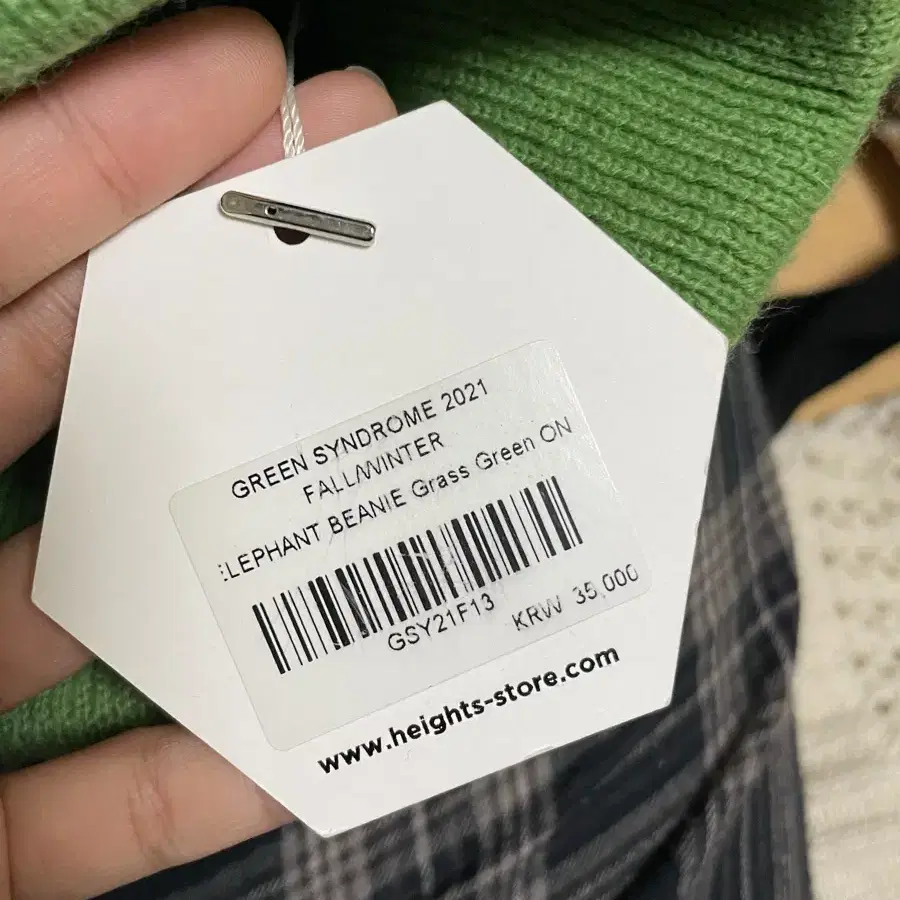 GREEN SYNDROME 2021
FALL/WINTER
ELEPHANT BEANIE Grass Green ON
GSY21F13
KRW 35,000
www.heights-store.com